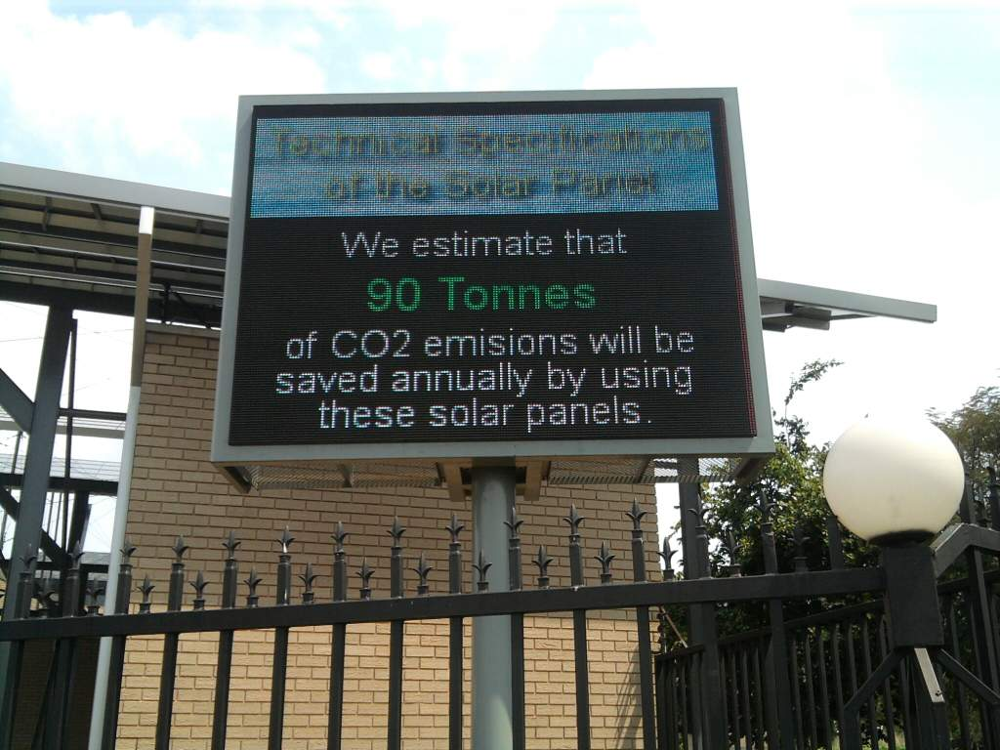 Technical Specifications
of the Solar Panel
We estimate that
90 Tonnes
of CO2 emisions will be
saved annually by using
these solar panels.